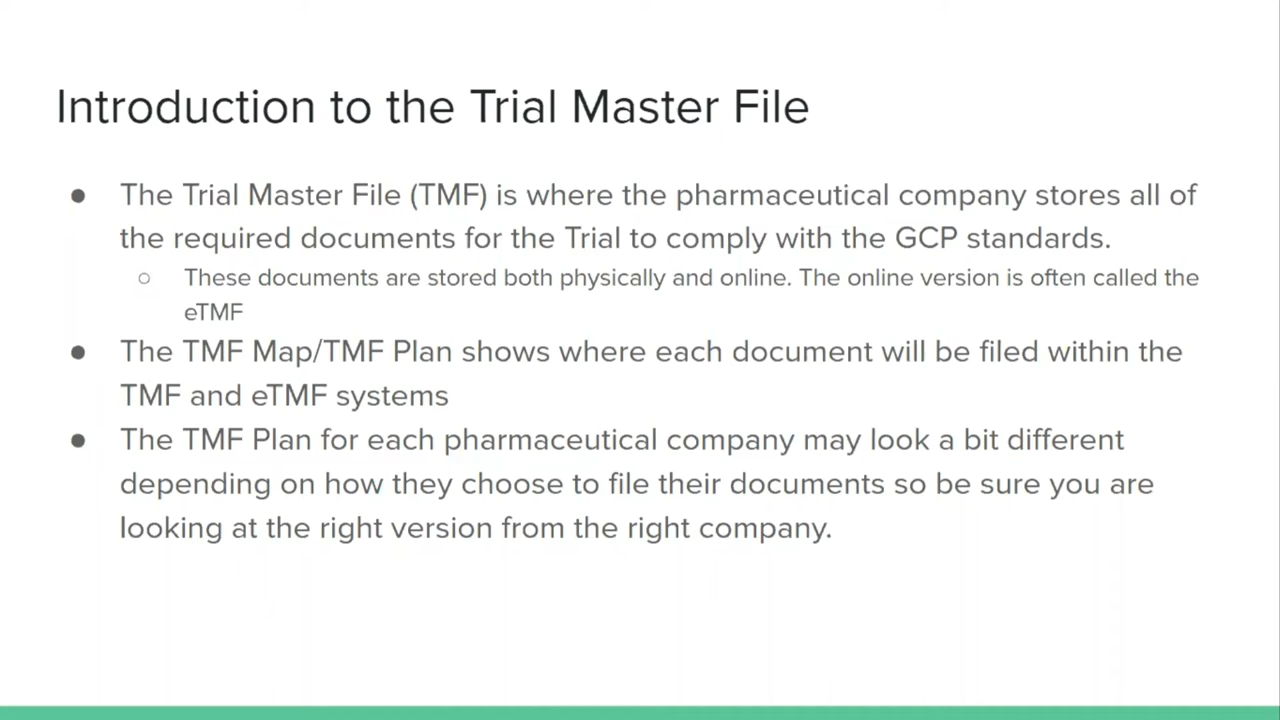 Introduction to the Trial Master File
● The Trial Master File (TMF) is where the pharmaceutical company stores all of
the required documents for the Trial to comply with the GCP standards.
○ These documents are stored both physically and online. The online version is often called the
eTMF
● The TMF Map/TMF Plan shows where each document will be filed within the
TMF and eTMF systems
● The TMF Plan for each pharmaceutical company may look a bit different
depending on how they choose to file their documents so be sure you are
looking at the right version from the right company.